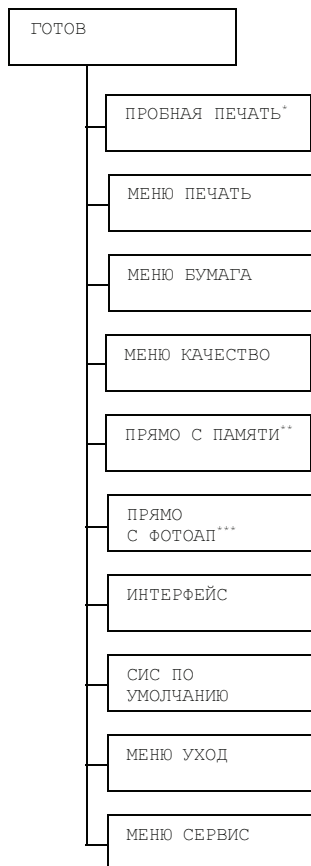 ГОТОВ
ПРОБНАЯ ПЕЧАТЬ*
МЕНЮ ПЕЧАТЬ
МЕНЮ БУМАГА
МЕНЮ КАЧЕСТВО
ПРЯМО С ПАМЯТИ**
ПРЯМО
С ФОТОАП***
ИНТЕРФЕЙС
СИС ПО
УМОЛЧАНИЮ
МЕНЮ УХОД
МЕНЮ СЕРВИС